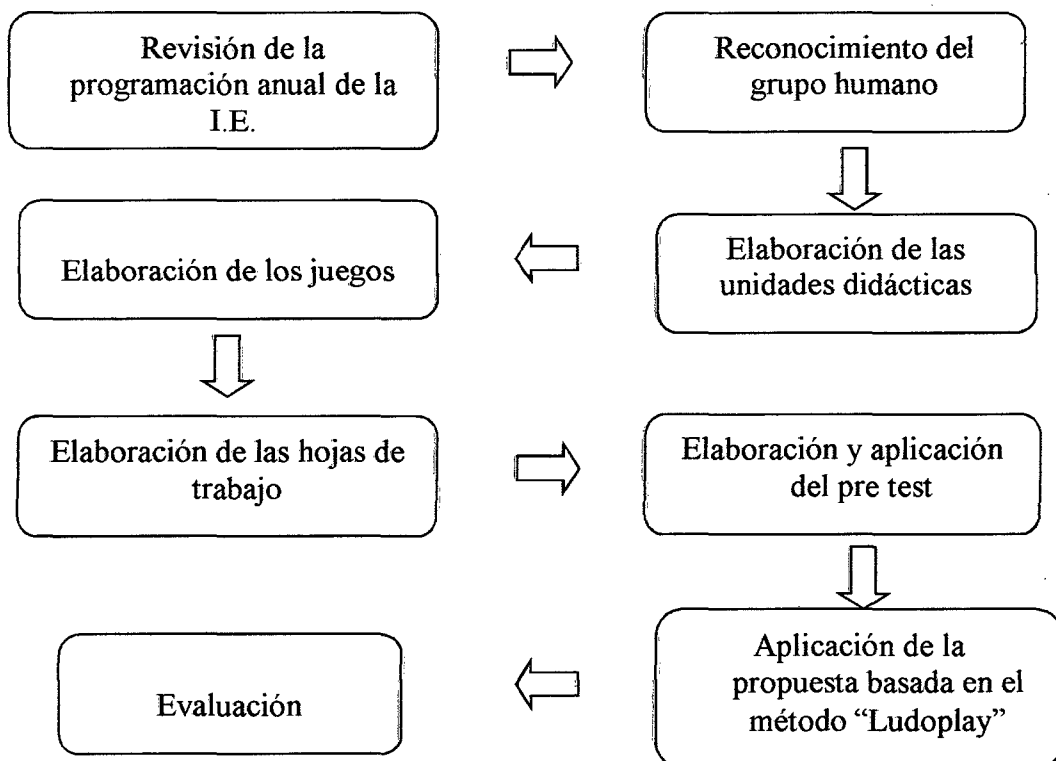 Revisión de la
programación anual de la
I.E.
Reconocimiento del
grupo humano
Elaboración de las
unidades didácticas
Elaboración de los juegos
Elaboración de las hojas de
trabajo
Elaboración y aplicación
del pre test
Aplicación de la
propuesta basada en el
método “Ludoplay”
Evaluación